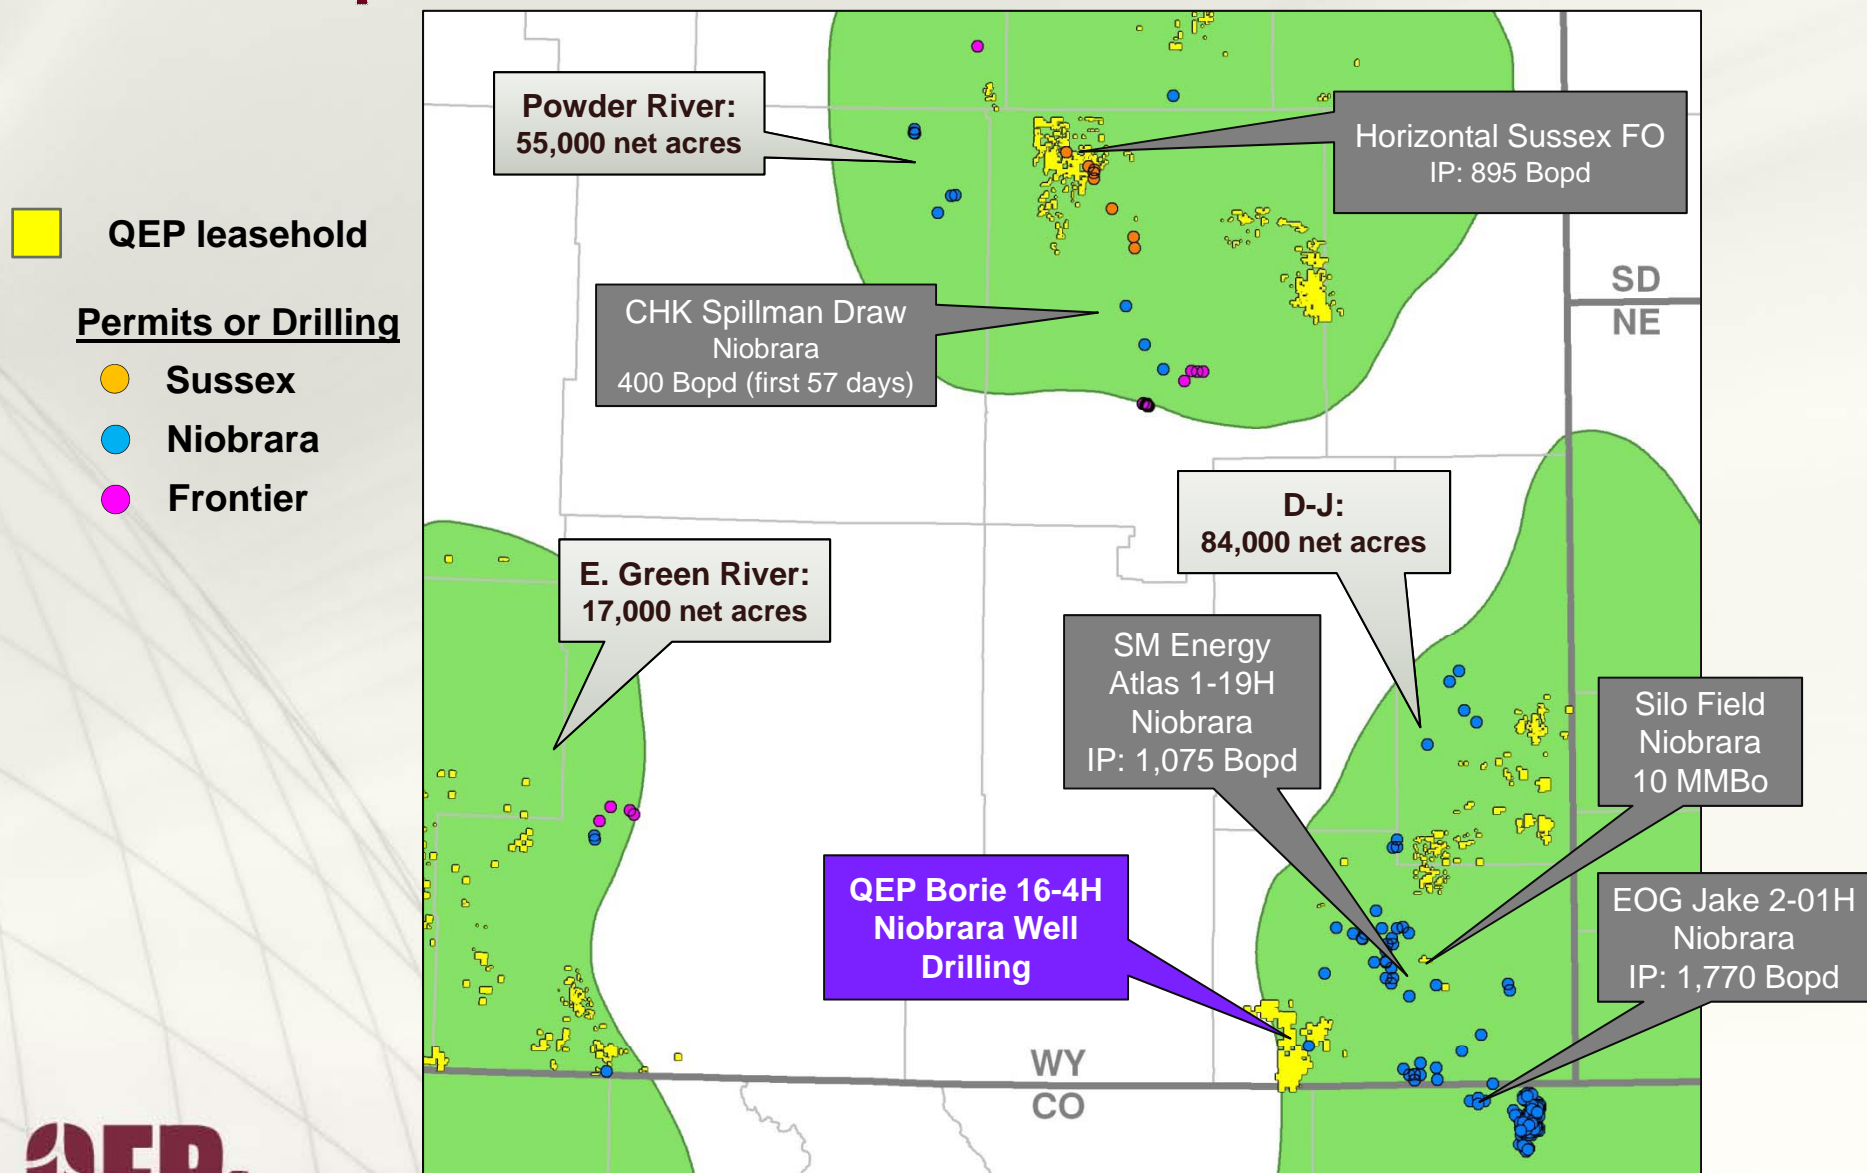 QEP leasehold
Permits or Drilling
Sussex
Niobrara
Frontier
Powder River:
55,000 net acres
Horizontal Sussex FO
IP: 895 Bopd
CHK Spillman Draw
Niobrara
400 Bopd (first 57 days)
SD
NE
D-J:
84,000 net acres
E. Green River:
17,000 net acres
SM Energy
Atlas 1-19H
Niobrara
IP: 1,075 Bopd
Silo Field
Niobrara
10 MMBo
QEP Borie 16-4H
Niobrara Well
Drilling
EOG Jake 2-01H
Niobrara
IP: 1,770 Bopd
WY
CO
QEP